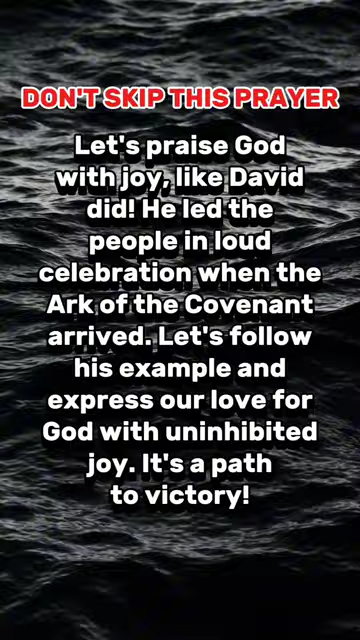 DON'T SKIP THIS PRAYER
Let's praise God
with joy, like David
did! He led the
people in loud
celebration when the
Ark of the Covenant
arrived. Let's follow
his example and
express our love for
God with uninhibited
joy. It's a path
to victory!